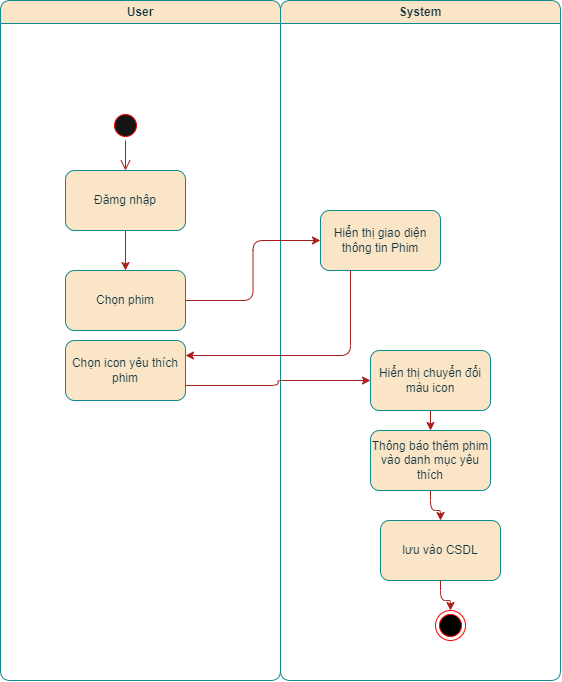 User
System
Đămg nhập
Hiển thị giao diện
thông tin Phim
Chọn phim
Chọn icon yêu thích
phim
Hiển thị chuyển đổi
màu icon
Thông báo thêm phim
vào danh mục yêu
thích
lưu vào CSDL